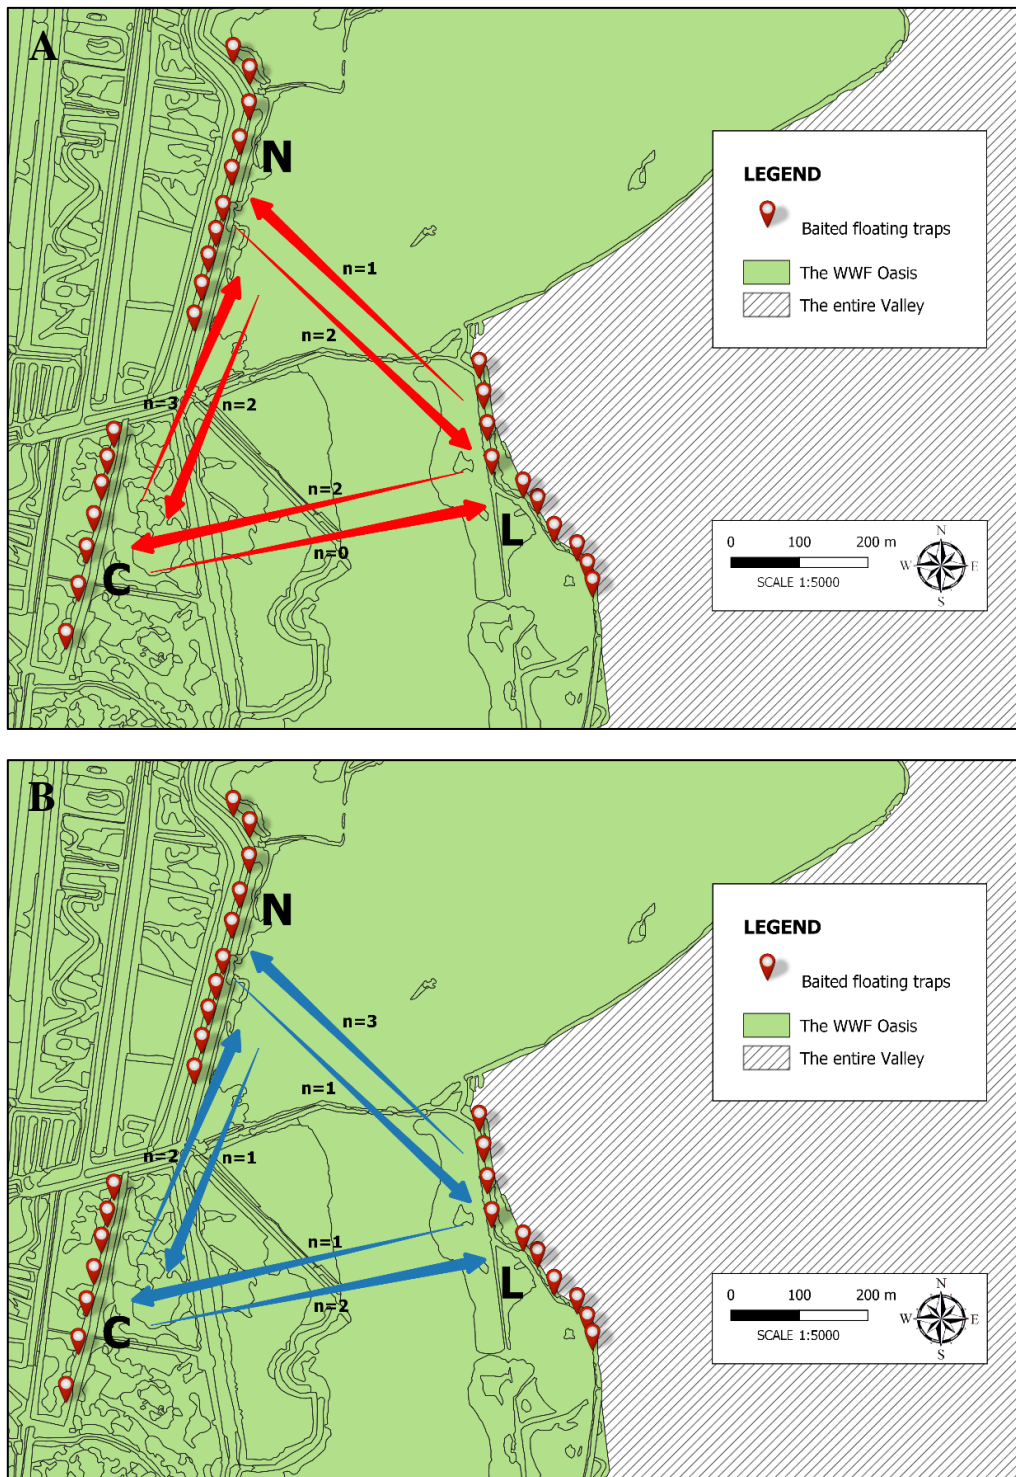 A
N
n=1
n=2
n=3
n=2
n=2
n=0
L
C
LEGEND
Baited floating traps
The WWF Oasis
The entire Valley
0 100 200 m
SCALE 1:5000
N
W E
S
B
N
n=3
n=1
n=2
n=1
n=1
n=2
L
C
LEGEND
Baited floating traps
The WWF Oasis
The entire Valley
0 100 200 m
SCALE 1:5000
N
W E
S